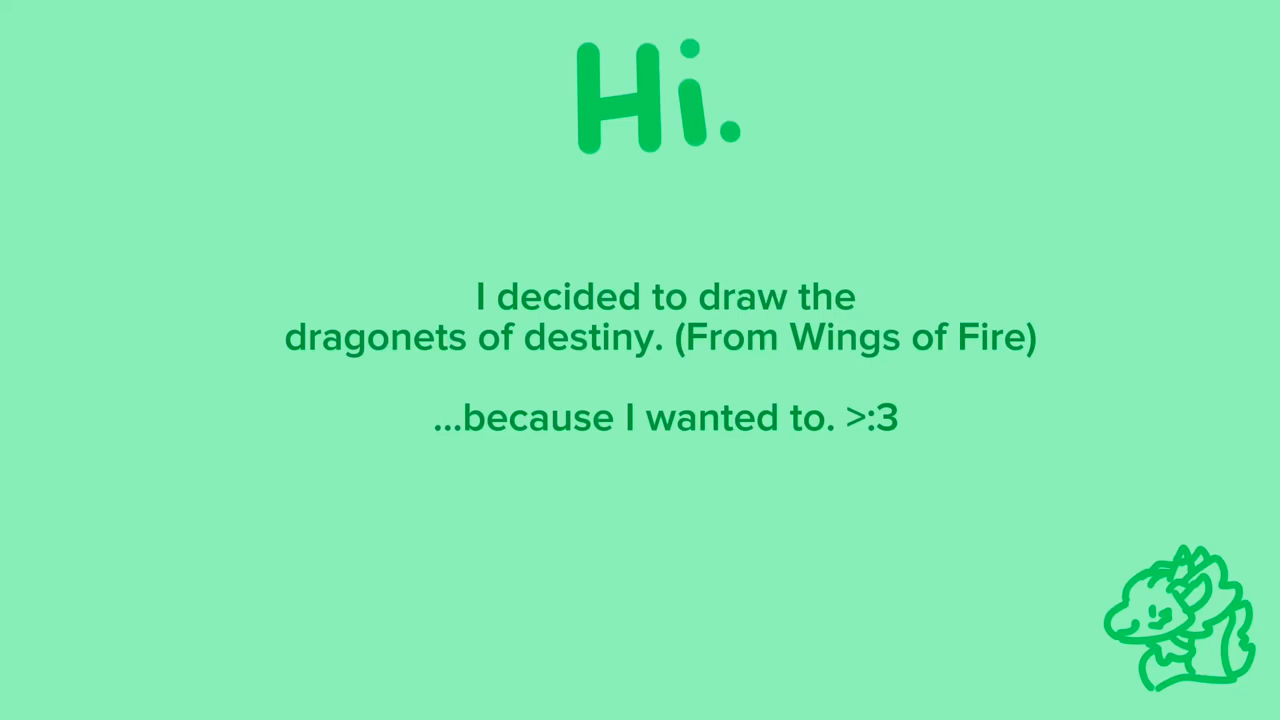 Hi.
I decided to draw the
dragonets of destiny. (From Wings of Fire)
...because I wanted to. >:3